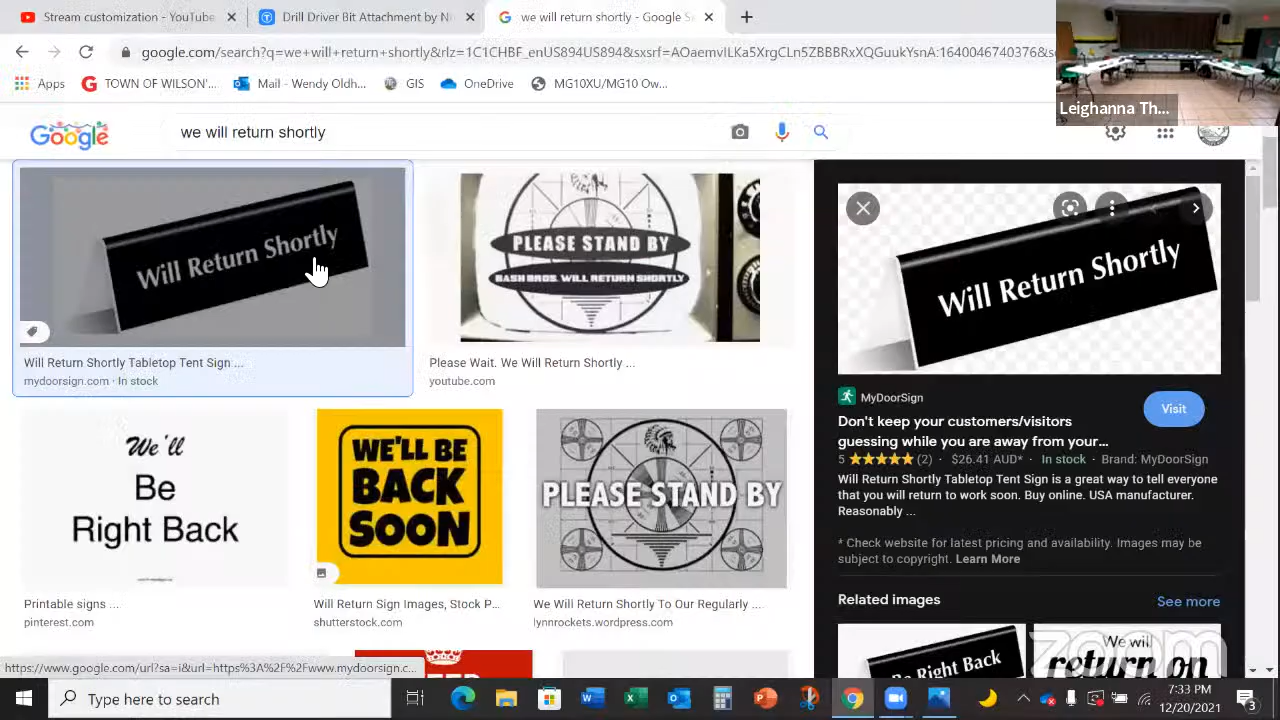 Stream customization - YouTube
Drill Driver Bit Attachment by N
we will return shortly - Google S
google.com/search?q=we+will+return+shortly&rlz=1C1CHBF_enUS894US894&sxsrf=AOaemvILKa5XrgCLn5ZBBBRxXQGuukYsnA:1640046740376&s
Apps
TOWN OF WILSON'...
Mail - Wendy Oldh...
GIS
OneDrive
MG10XU/MG10 Ow...
Leighanna Th...
Google
we will return shortly
Will Return Shortly
PLEASE STAND BY
BASH BROS. WILL RETURN SHORTLY
Will Return Shortly
Will Return Shortly Tabletop Tent Sign ...
mydoorsign.com · In stock
Please Wait. We Will Return Shortly ...
youtube.com
MyDoorSign
Visit
Don't keep your customers/visitors
guessing while you are away from your...
5 ★★★★★ (2) · $26.41 AUD* · In stock · Brand: MyDoorSign
Will Return Shortly Tabletop Tent Sign is a great way to tell everyone
that you will return to work soon. Buy online. USA manufacturer.
Reasonably ...
* Check website for latest pricing and availability. Images may be
subject to copyright. Learn More
We'll
Be
Right Back
WE'LL BE
BACK
SOON
PLEASE STAND BY
Printable signs ...
pinterest.com
Will Return Sign Images, Stock P...
shutterstock.com
We Will Return Shortly To Our Regularly ...
lynnrockets.wordpress.com
Related images
See more
Be Right Back
We will
return on
zoom
https://www.google.com/url?sa=i&url=https%3A%2F%2Fwww.mydoorsign.c...
Type here to search
7:33 PM
12/20/2021
3